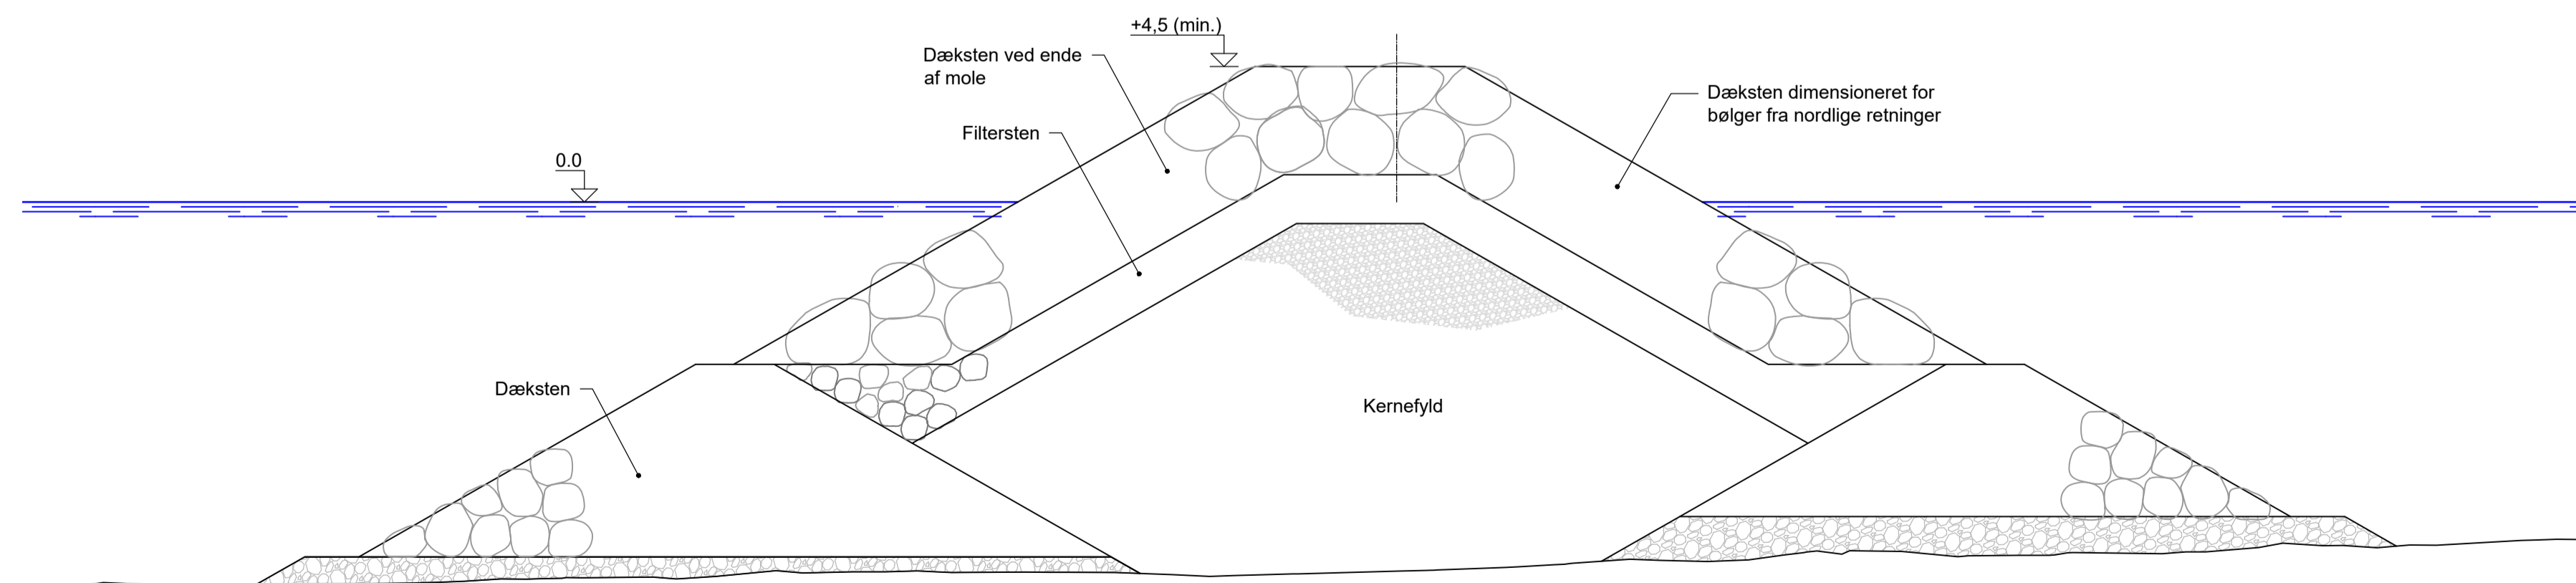 +4,5 (min.)
Dæksten ved ende
af mole
Dæksten dimensioneret for
bølger fra nordlige retninger
Filtersten
0.0
Dæksten
Kernefyld